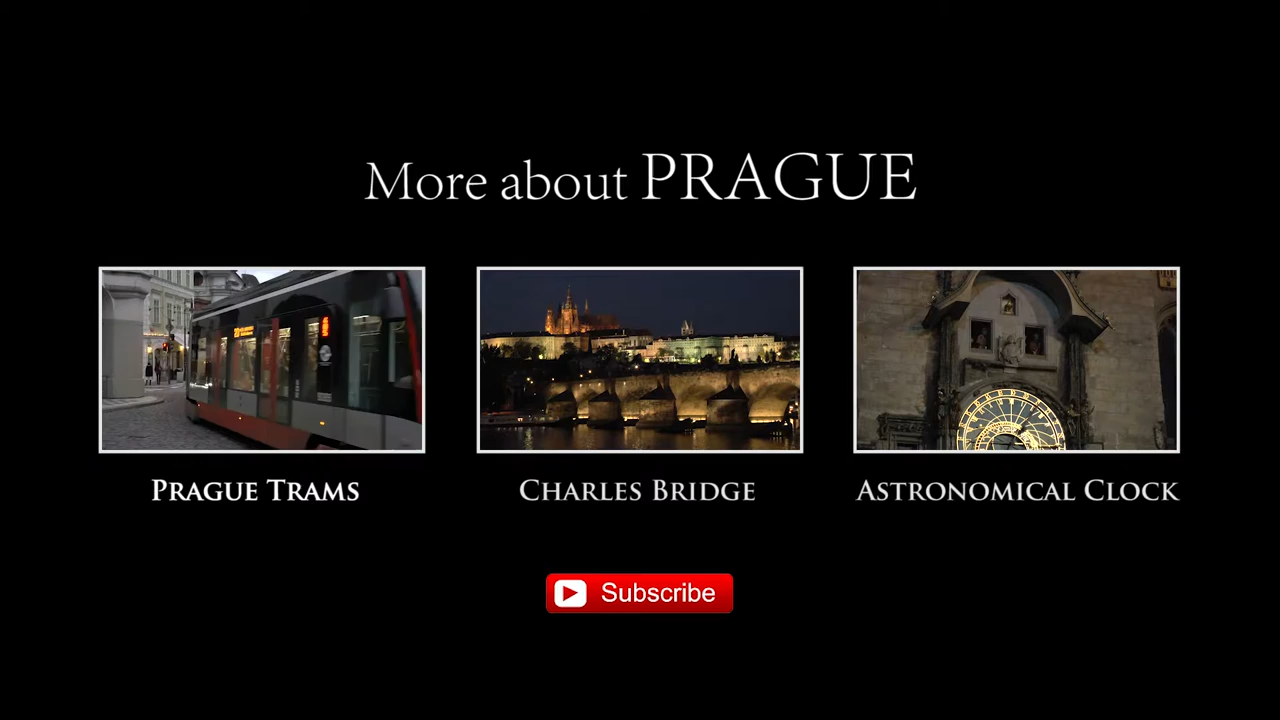 More about PRAGUE
PRAGUE TRAMS
CHARLES BRIDGE
ASTRONOMICAL CLOCK
Subscribe